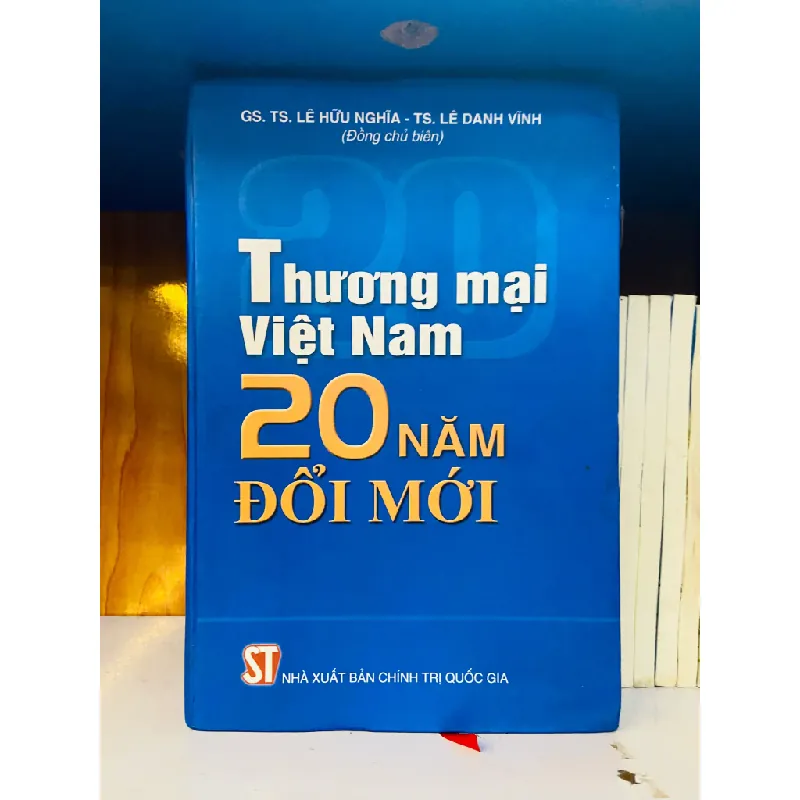 GS. TS. LÊ HỮU NGHĨA - TS. LÊ DANH VĨNH
(Đồng chủ biên)
20
Thương mại
Việt Nam
20 NĂM
ĐỔI MỚI
ST NHÀ XUẤT BẢN CHÍNH TRỊ QUỐC GIA